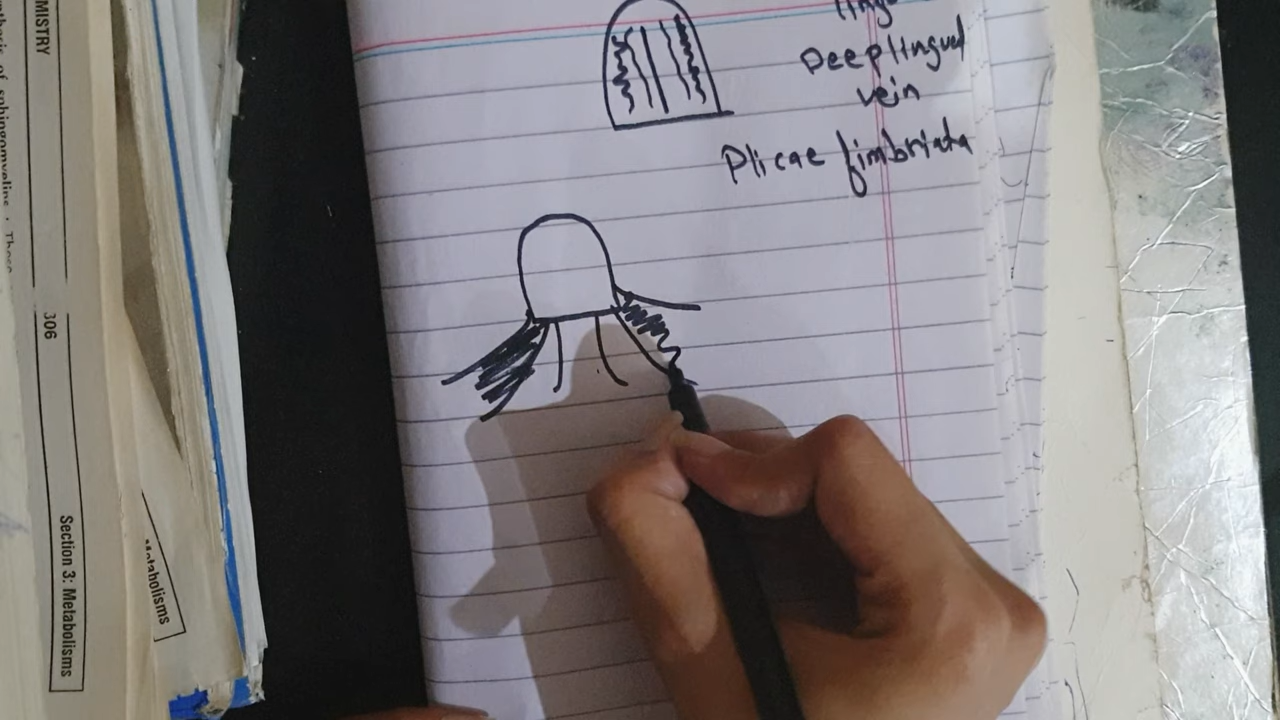 Deep lingual
vein
Plicae fimbriata
MISTRY
306
Section 3: Metabolisms
Metabolisms